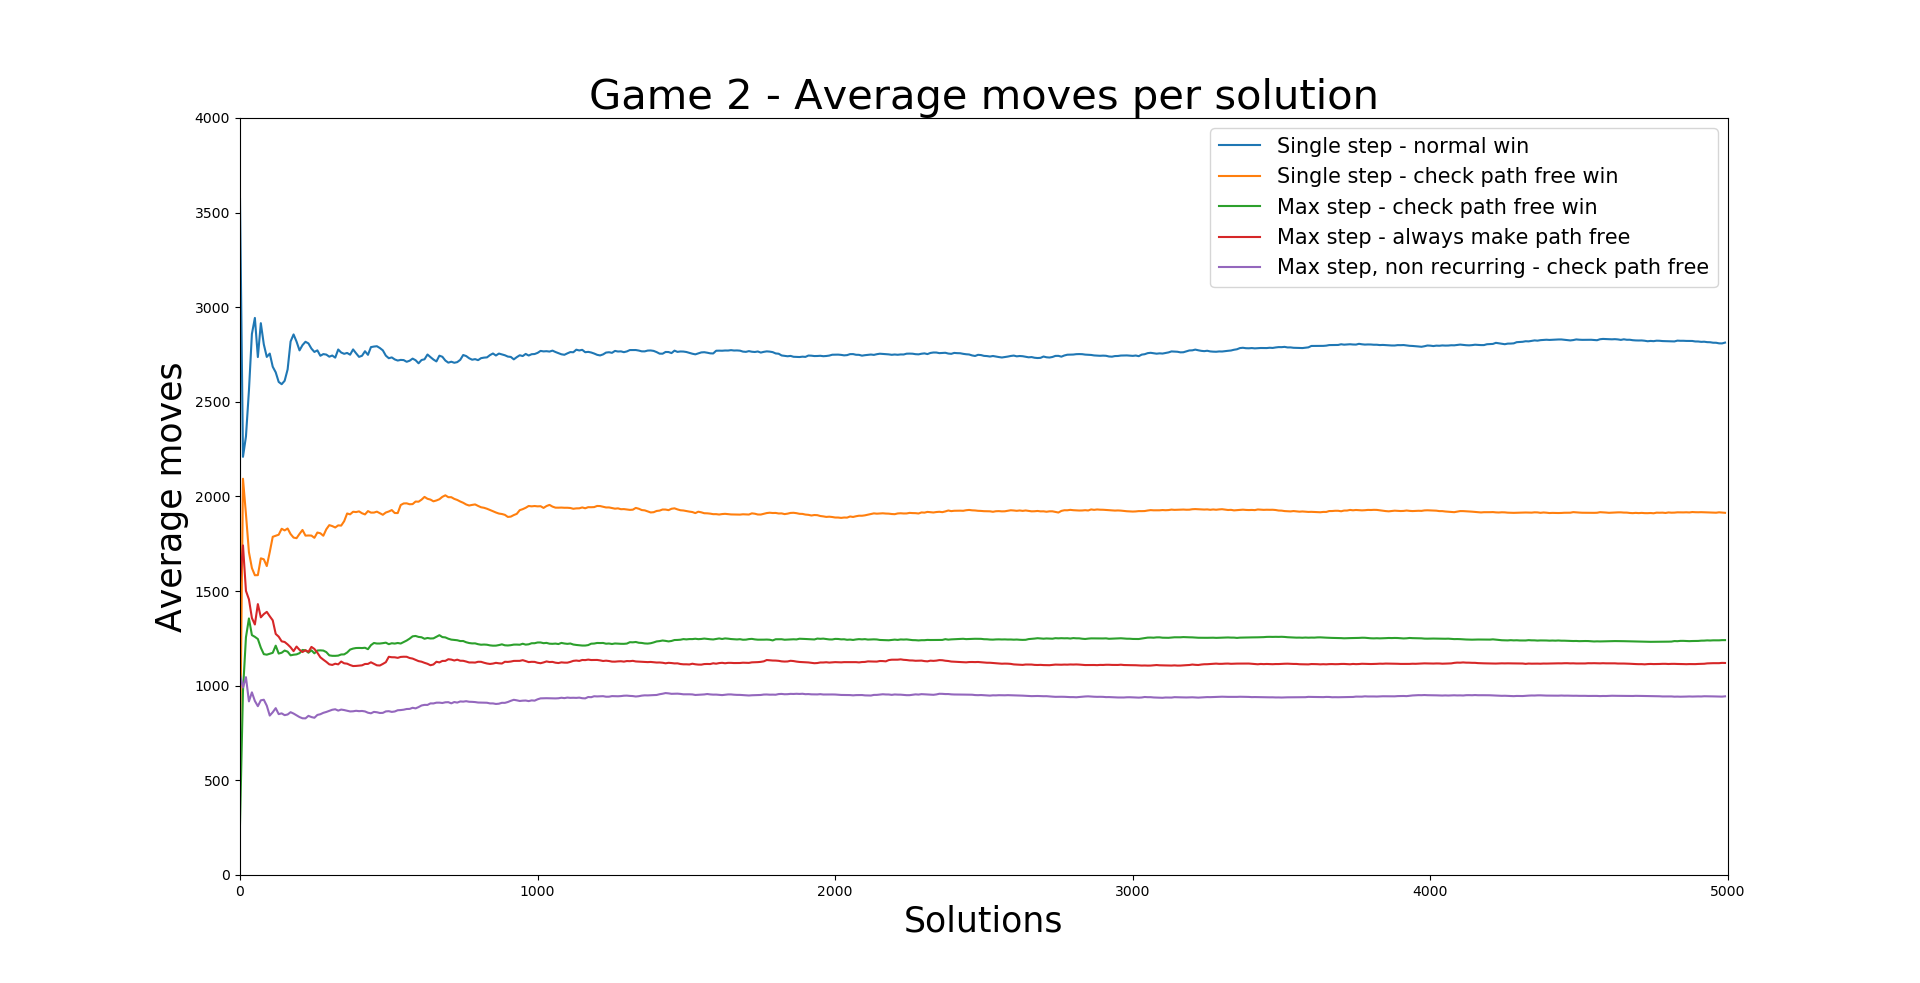 Game 2 - Average moves per solution
4000
3500
3000
2500
2000
1500
1000
500
0
Average moves
Single step - normal win
Single step - check path free win
Max step - check path free win
Max step - always make path free
Max step, non recurring - check path free
0 1000 2000 3000 4000 5000
Solutions